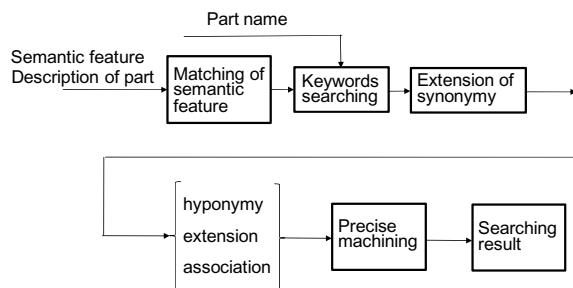 Part name
Semantic feature
Description of part
Matching of
semantic
feature
Keywords
searching
Extension of
synonymy
hyponymy
extension
association
Precise
machining
Searching
result